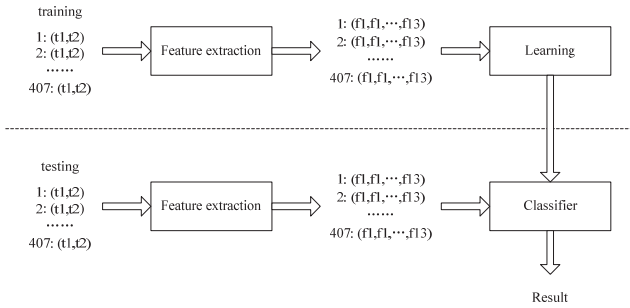 training
1: (t1,t2)
2: (t1,t2)
……
407: (t1,t2)
Feature extraction
1: (f1,f1,…,f13)
2: (f1,f1,…,f13)
……
407: (f1,f1,…,f13)
Learning
testing
1: (t1,t2)
2: (t1,t2)
……
407: (t1,t2)
Feature extraction
1: (f1,f1,…,f13)
2: (f1,f1,…,f13)
……
407: (f1,f1,…,f13)
Classifier
Result